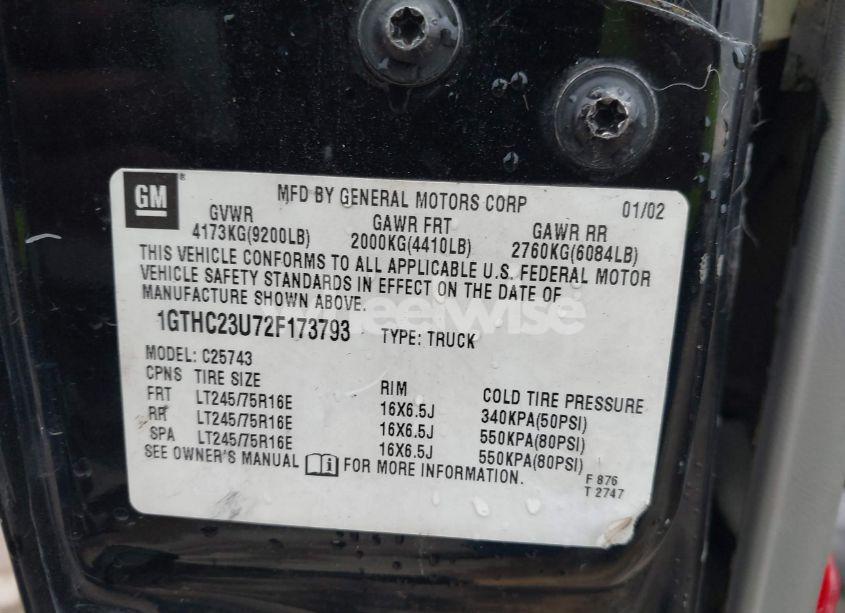 GM ®
MFD BY GENERAL MOTORS CORP 01/02
GVWR GAWR FRT GAWR RR
4173KG(9200LB) 2000KG(4410LB) 2760KG(6084LB)
THIS VEHICLE CONFORMS TO ALL APPLICABLE U.S. FEDERAL MOTOR
VEHICLE SAFETY STANDARDS IN EFFECT ON THE DATE OF
MANUFACTURE SHOWN ABOVE.
1GTHC23U72F173793 TYPE: TRUCK
MODEL: C25743
CPNS TIRE SIZE RIM COLD TIRE PRESSURE
FRT LT245/75R16E 16X6.5J 340KPA(50PSI)
RR LT245/75R16E 16X6.5J 550KPA(80PSI)
SPA LT245/75R16E 16X6.5J 550KPA(80PSI)
SEE OWNER'S MANUAL FOR MORE INFORMATION.
F 876
T 2747